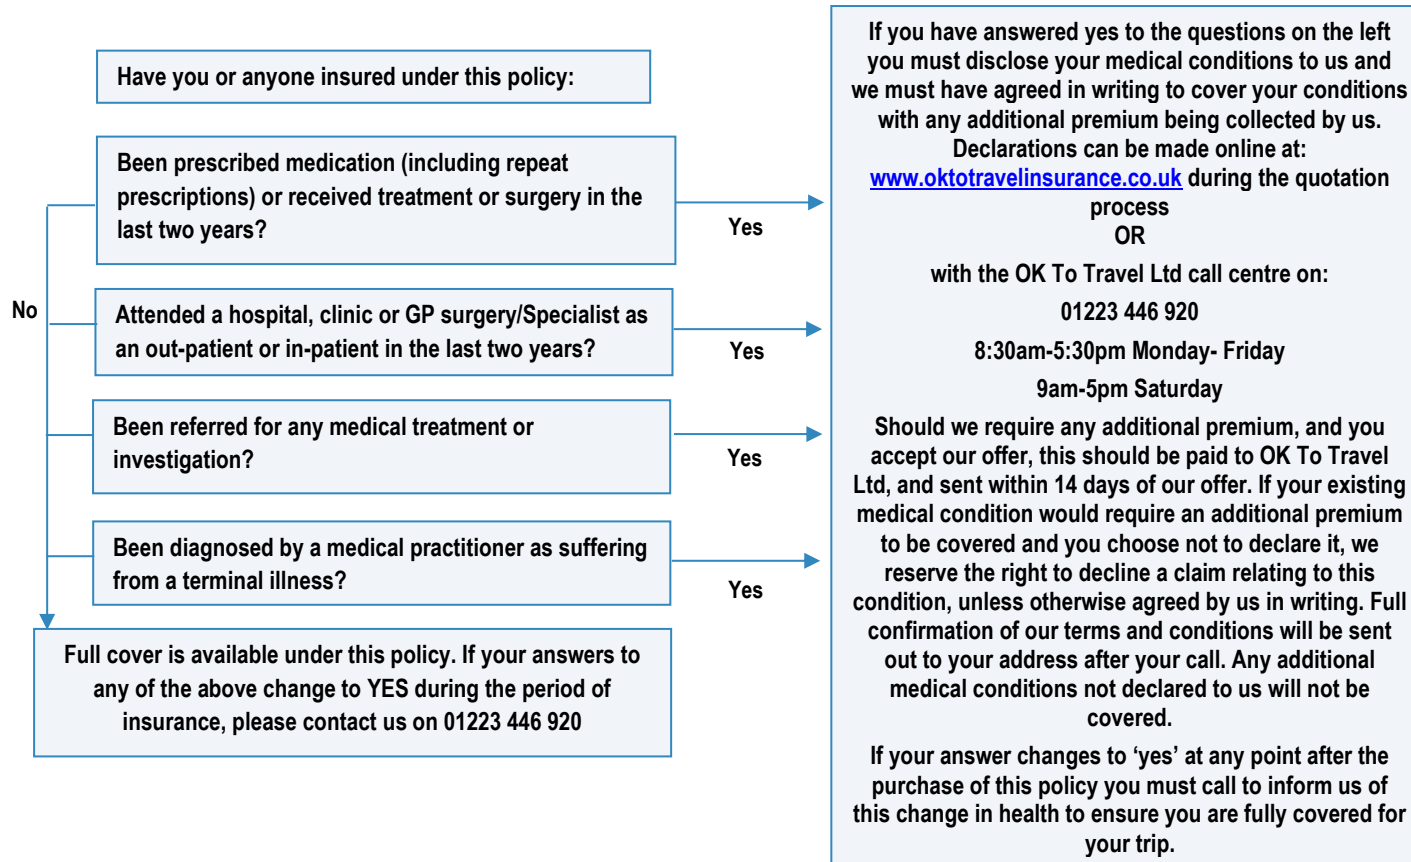 Have you or anyone insured under this policy:
Been prescribed medication (including repeat
prescriptions) or received treatment or surgery in the
last two years?
Yes
No
Attended a hospital, clinic or GP surgery/Specialist as
an out-patient or in-patient in the last two years?
Yes
Been referred for any medical treatment or
investigation?
Yes
Been diagnosed by a medical practitioner as suffering
from a terminal illness?
Yes
Full cover is available under this policy. If your answers to
any of the above change to YES during the period of
insurance, please contact us on 01223 446 920
If you have answered yes to the questions on the left
you must disclose your medical conditions to us and
we must have agreed in writing to cover your conditions
with any additional premium being collected by us.
Declarations can be made online at:
www.oktotravelinsurance.co.uk during the quotation
process
OR
with the OK To Travel Ltd call centre on:
01223 446 920
8:30am-5:30pm Monday- Friday
9am-5pm Saturday
Should we require any additional premium, and you
accept our offer, this should be paid to OK To Travel
Ltd, and sent within 14 days of our offer. If your existing
medical condition would require an additional premium
to be covered and you choose not to declare it, we
reserve the right to decline a claim relating to this
condition, unless otherwise agreed by us in writing. Full
confirmation of our terms and conditions will be sent
out to your address after your call. Any additional
medical conditions not declared to us will not be
covered.
If your answer changes to ‘yes’ at any point after the
purchase of this policy you must call to inform us of
this change in health to ensure you are fully covered for
your trip.